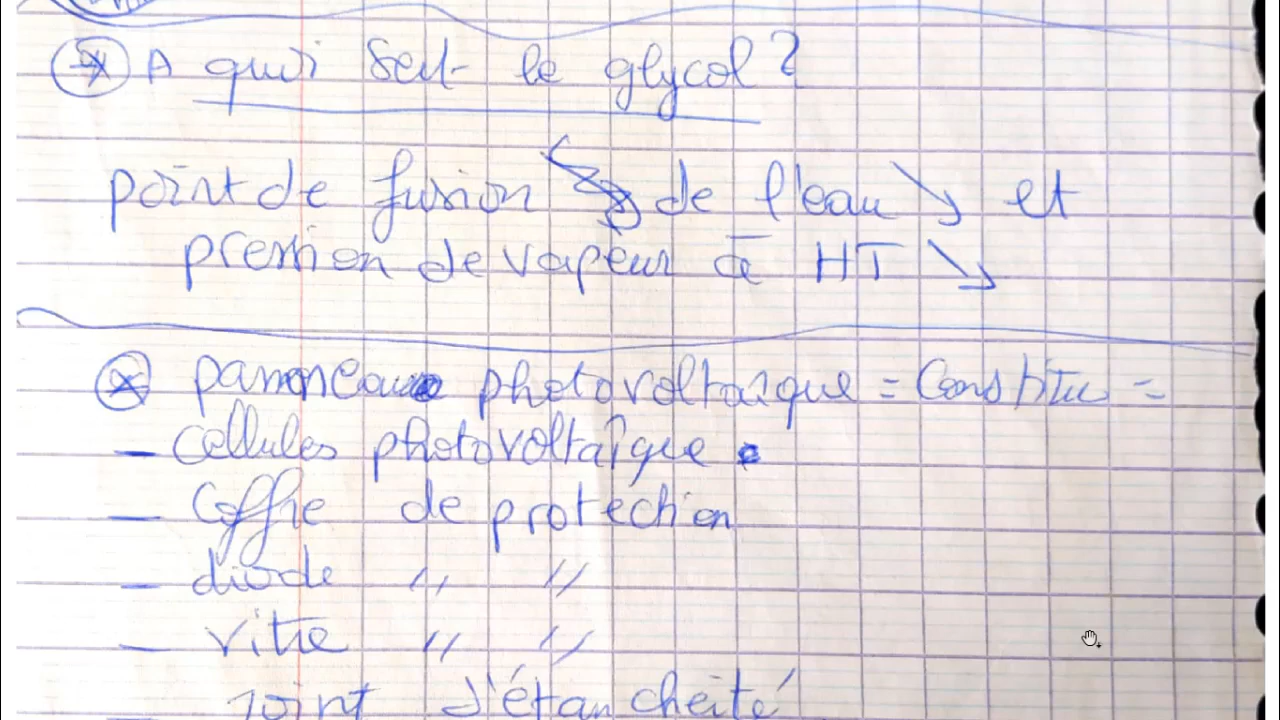 A quoi sert le glycol ?
point de fusion de l'eau ↘ et
pression de vapeur à HT ↘
panneau photovoltaïque = Constitu =
- Cellules photovoltaïque
- Coffre de protection
- diode " "
- vitre " "
- Joint d'étanchéité